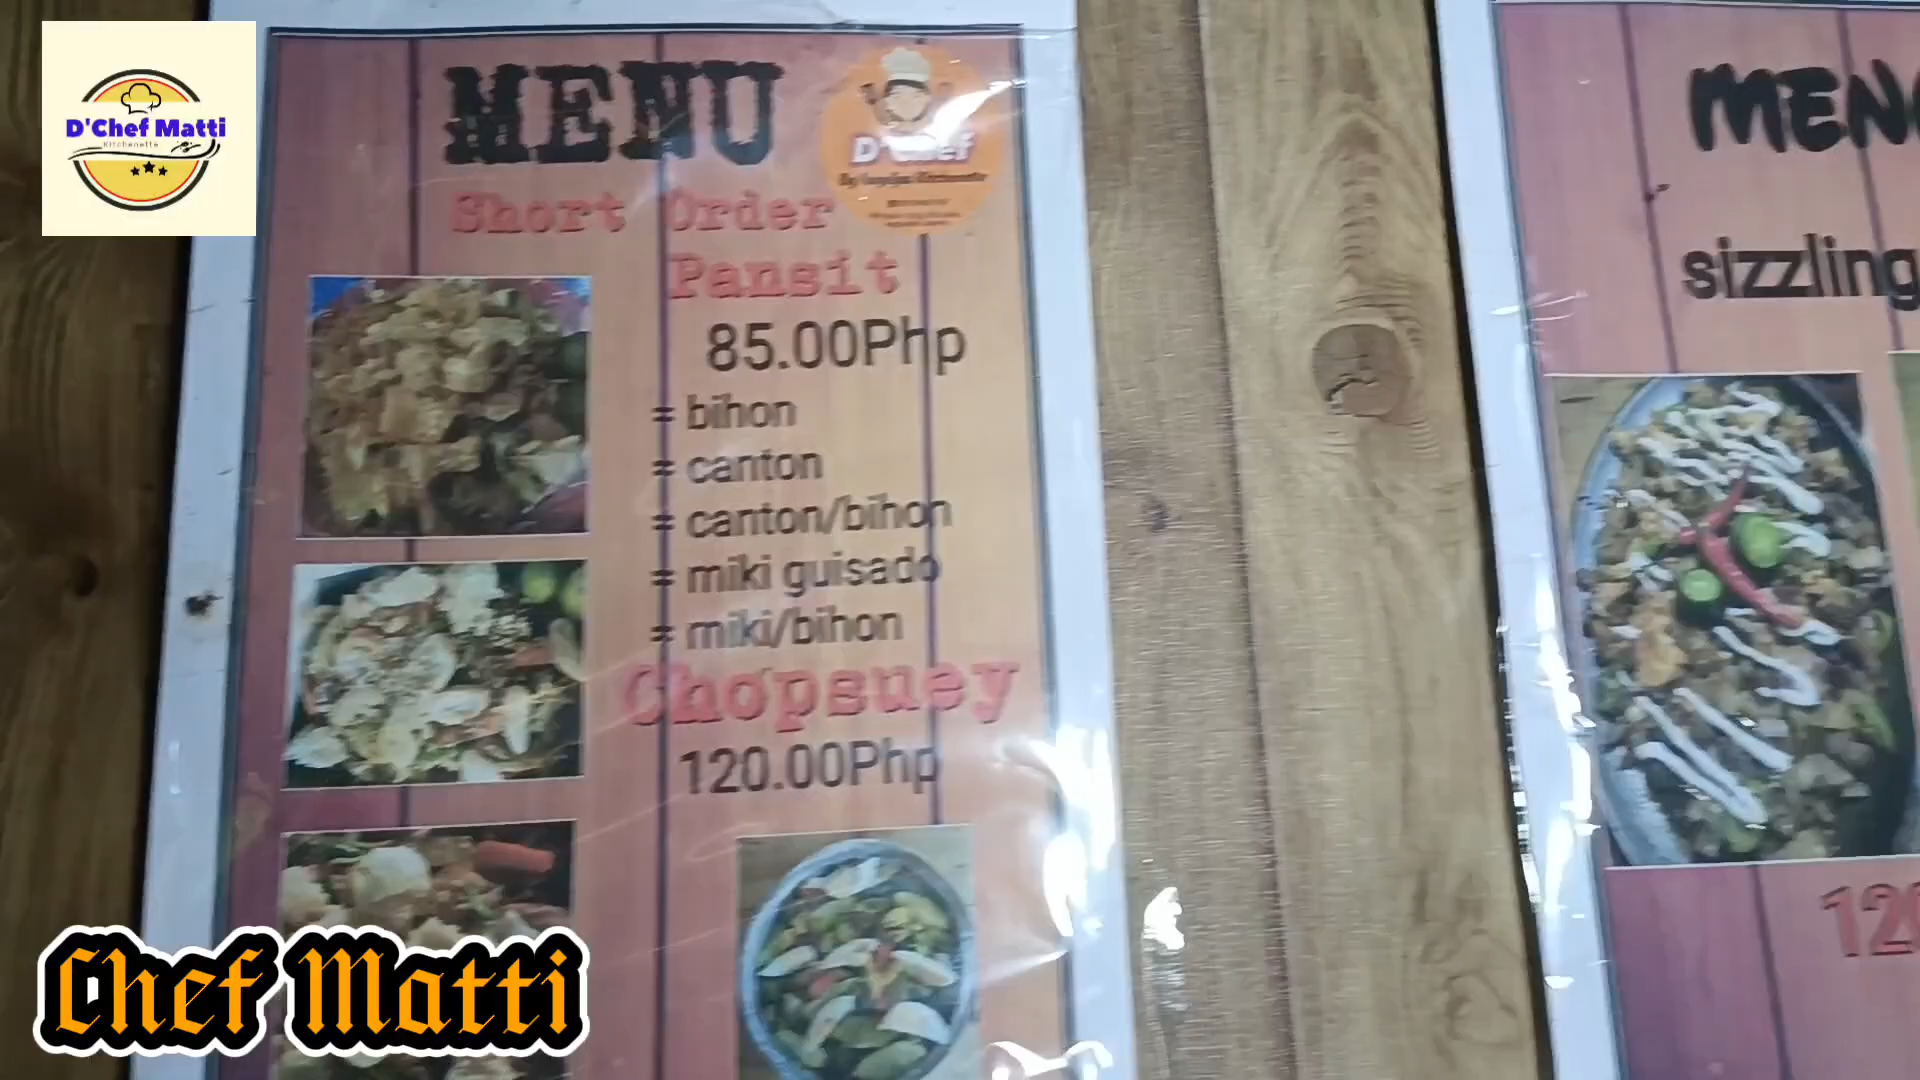 D'Chef Matti
Kitchenette
MENU
D'Chef
Short Order
Pansit
85.00Php
= bihon
= canton
= canton/bihon
= miki guisado
= miki/bihon
Chopsuey
120.00Php
sizzling
Chef Matti